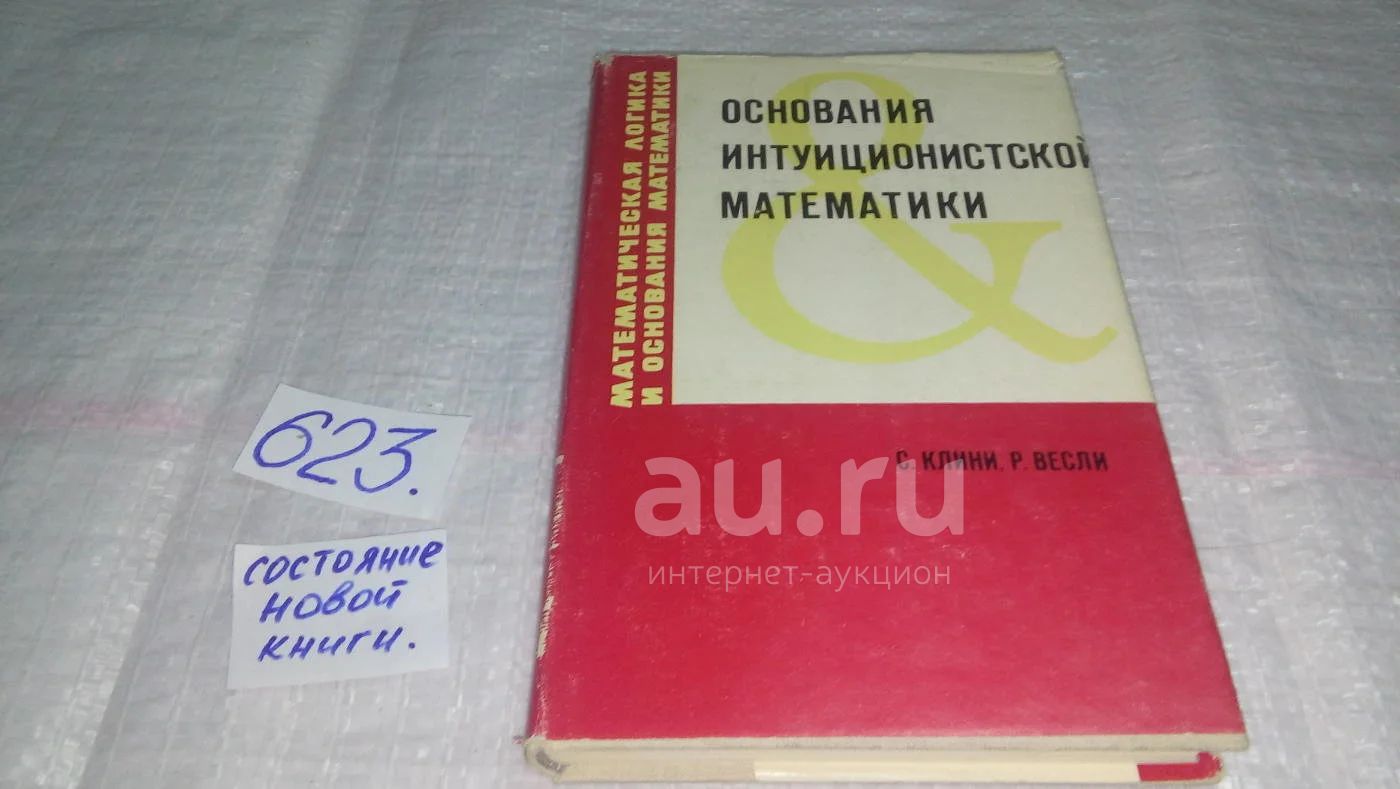 МАТЕМАТИЧЕСКАЯ ЛОГИКА
И ОСНОВАНИЯ МАТЕМАТИКИ
ОСНОВАНИЯ
ИНТУИЦИОНИСТСКОЙ
МАТЕМАТИКИ
&
С. КЛИНИ, Р. ВЕСЛИ
au.ru
интернет-аукцион
623.
состояние
новой
книги.